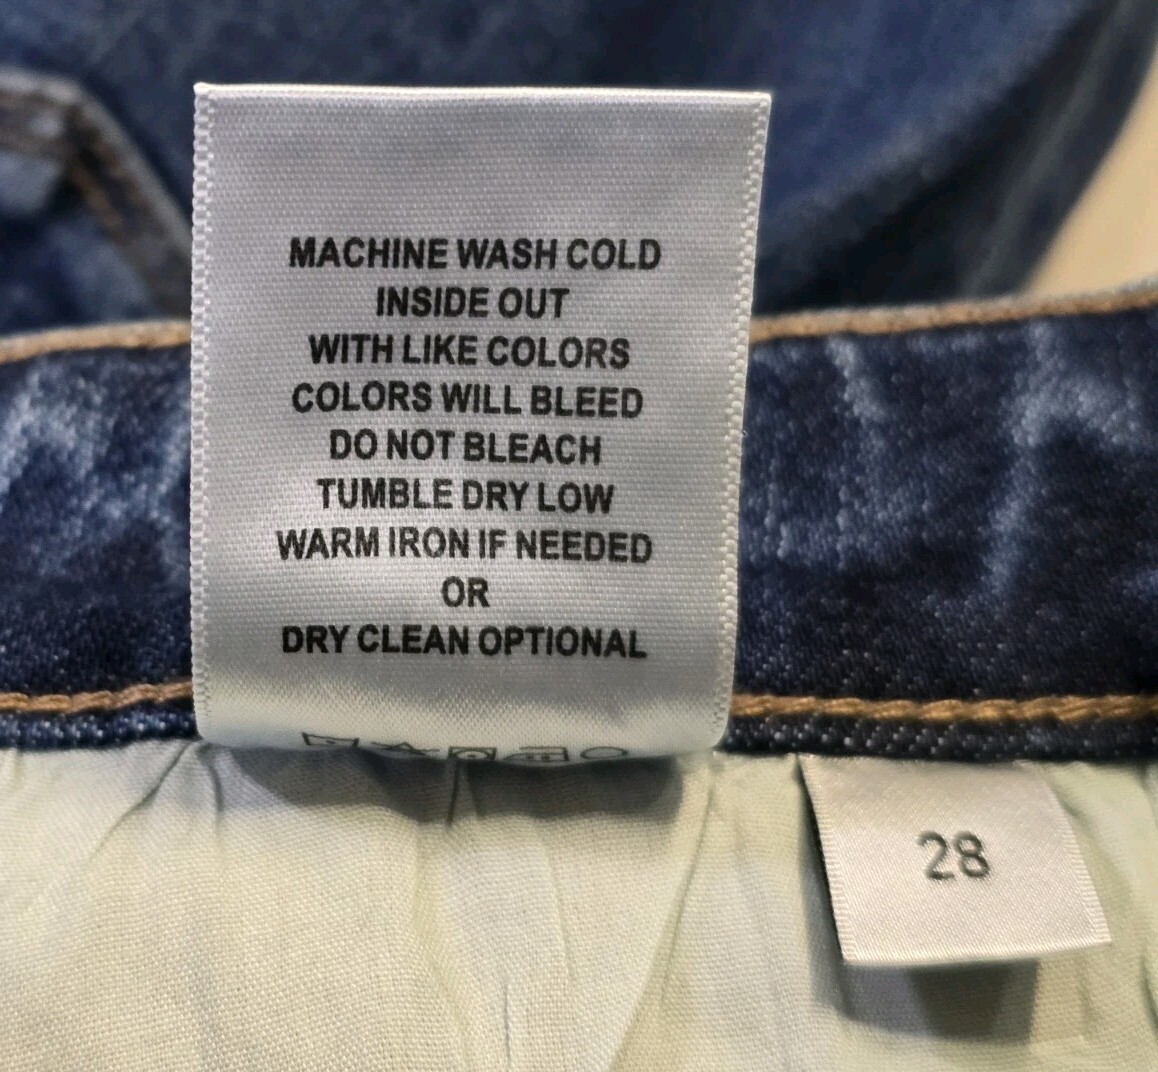 MACHINE WASH COLD
INSIDE OUT
WITH LIKE COLORS
COLORS WILL BLEED
DO NOT BLEACH
TUMBLE DRY LOW
WARM IRON IF NEEDED
OR
DRY CLEAN OPTIONAL
28